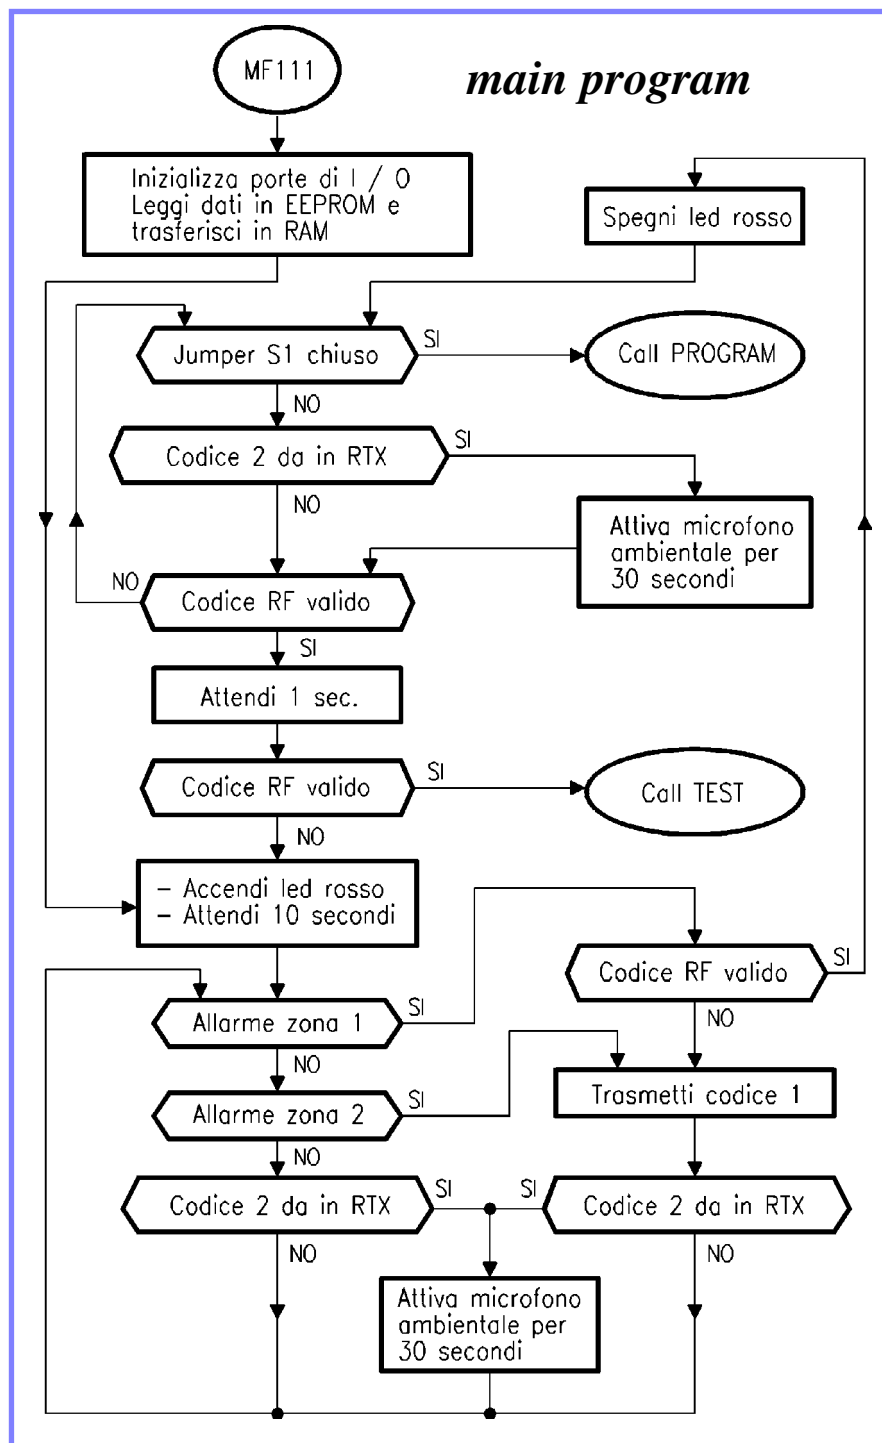 MF111
main program
Inizializza porte di I / O
Leggi dati in EEPROM e
trasferisci in RAM
Spegni led rosso
Jumper S1 chiuso
SI
Call PROGRAM
NO
Codice 2 da in RTX
SI
NO
Attiva microfono
ambientale per
30 secondi
NO
Codice RF valido
SI
Attendi 1 sec.
Codice RF valido
SI
Call TEST
NO
– Accendi led rosso
– Attendi 10 secondi
Codice RF valido
SI
NO
Allarme zona 1
SI
NO
Trasmetti codice 1
Allarme zona 2
SI
NO
Codice 2 da in RTX
SI
SI
Codice 2 da in RTX
NO
NO
Attiva microfono
ambientale per
30 secondi